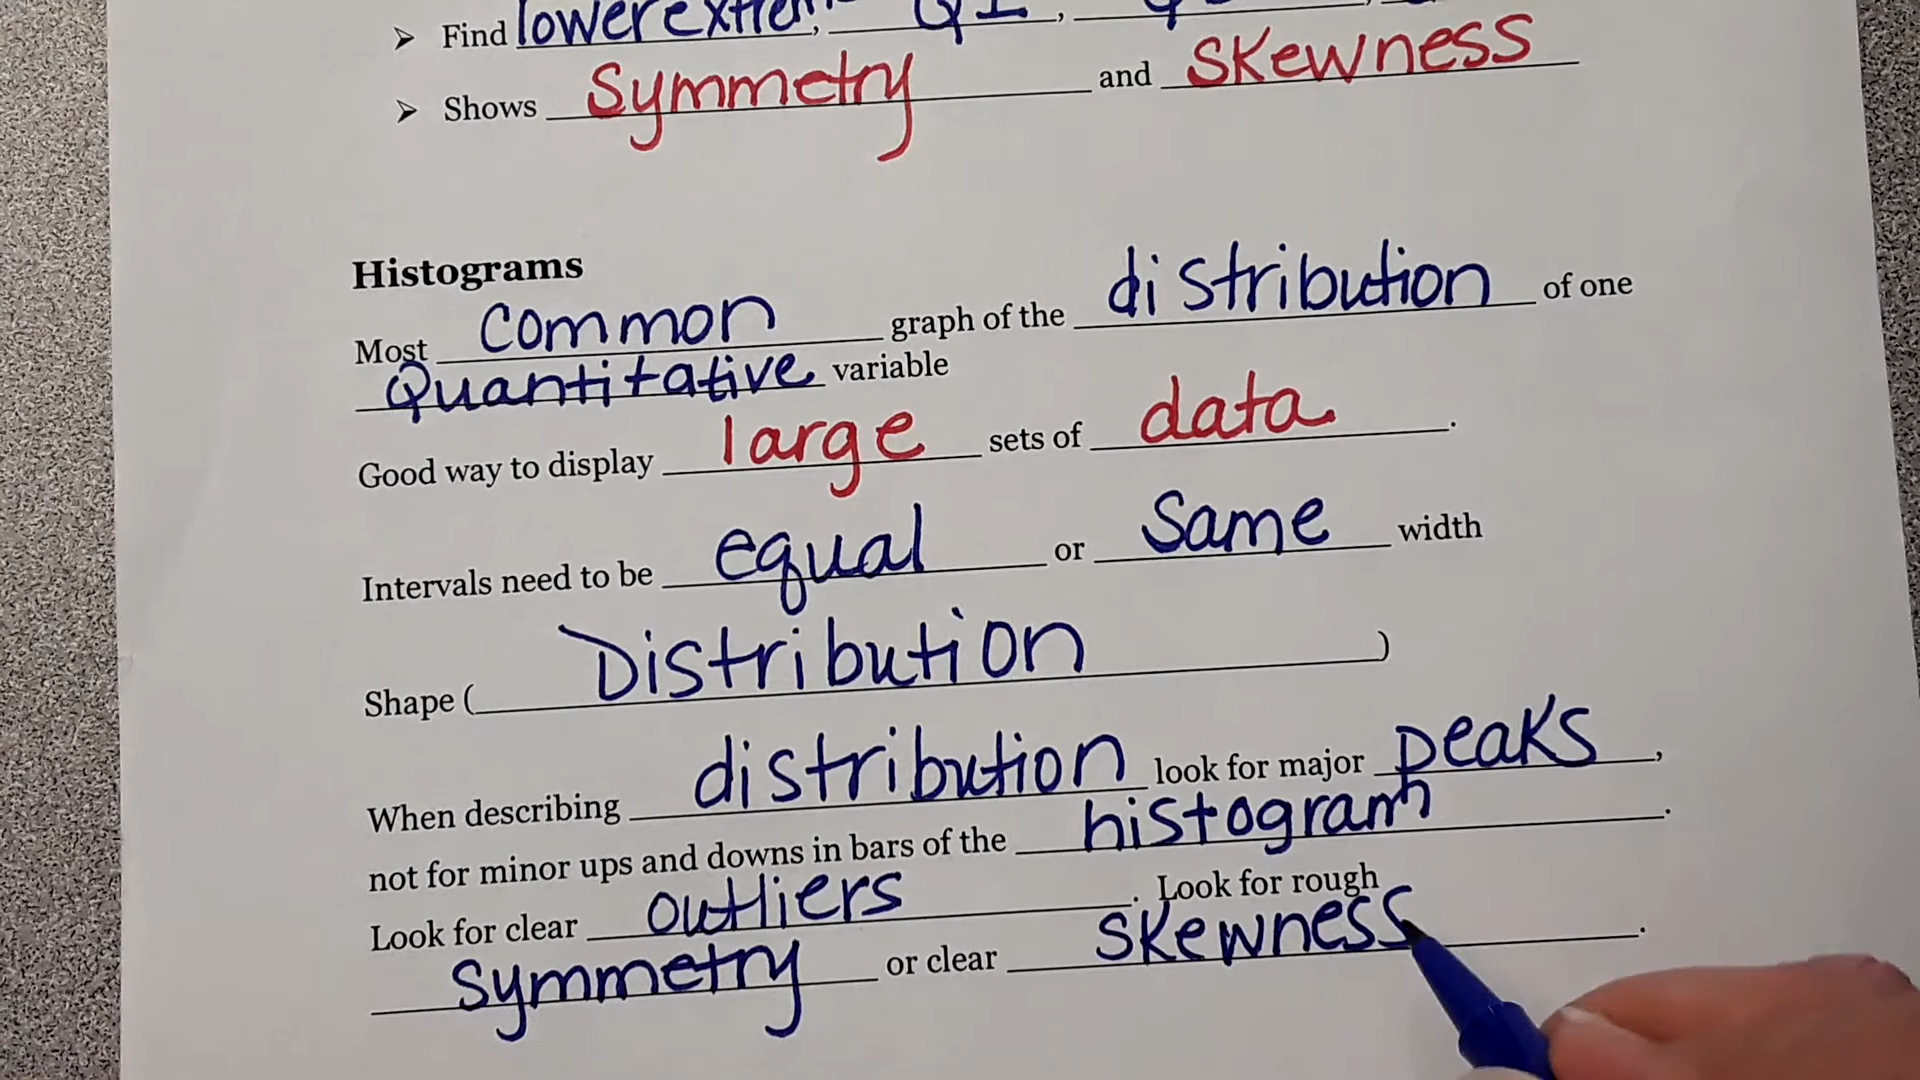 ➤ Find lower extrem, Q1,
➤ Shows symmetry and skewness
Histograms
Most common graph of the distribution of one
Quantitative variable
Good way to display large sets of data.
Intervals need to be equal or same width
Shape (Distribution)
When describing distribution look for major peaks,
not for minor ups and downs in bars of the histogram.
Look for clear outliers. Look for rough
symmetry or clear skewness.